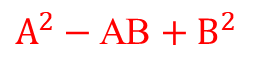 A² − AB + B²